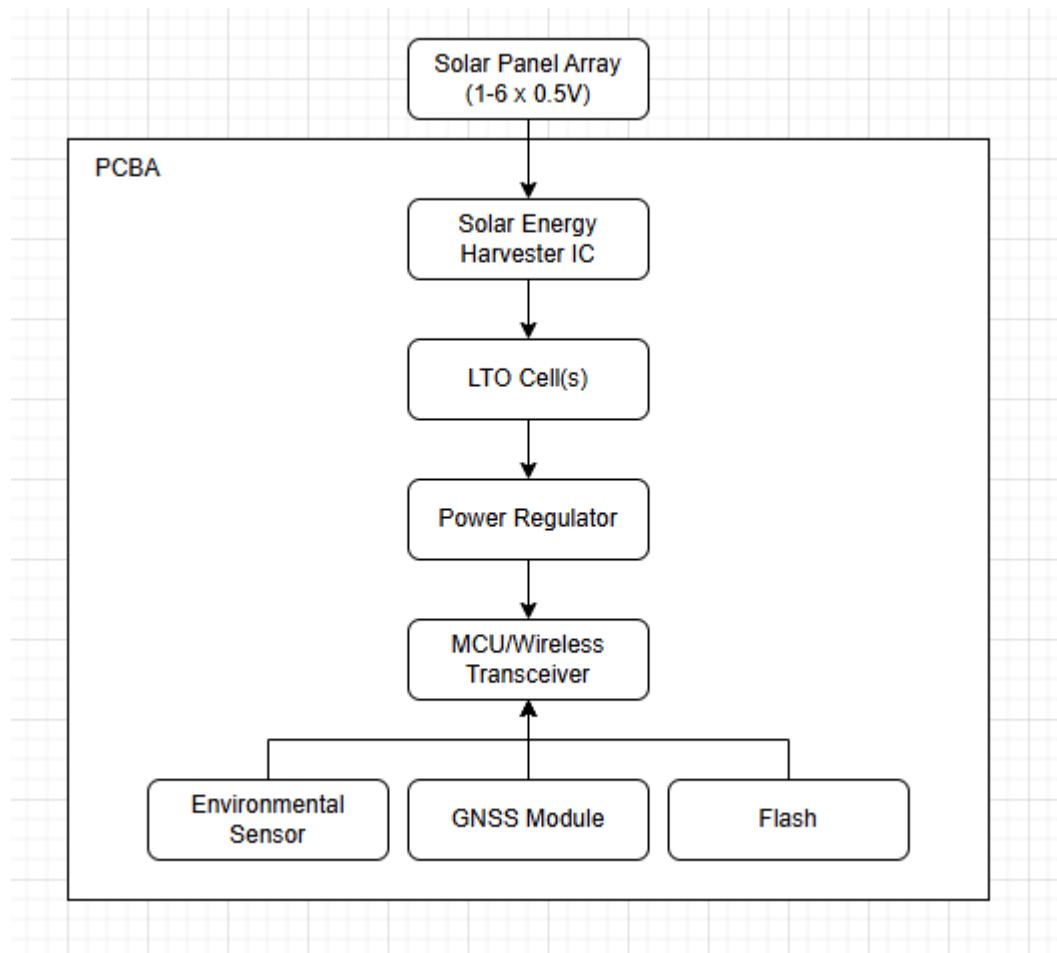 Solar Panel Array
(1-6 x 0.5V)
PCBA
Solar Energy
Harvester IC
LTO Cell(s)
Power Regulator
MCU/Wireless
Transceiver
Environmental
Sensor
GNSS Module
Flash